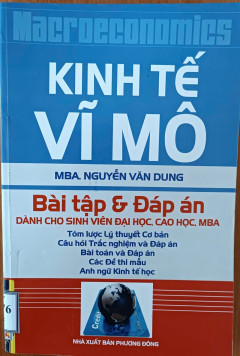 Macroeconomics
KINH TẾ
VĨ MÔ
MBA. NGUYỄN VĂN DUNG
Bài tập & Đáp án
DÀNH CHO SINH VIÊN ĐẠI HỌC, CAO HỌC, MBA
Tóm lược Lý thuyết Cơ bản
Câu hỏi Trắc nghiệm và Đáp án
Bài toán và Đáp án
Các Đề thi mẫu
Anh ngữ Kinh tế học
76
NHÀ XUẤT BẢN PHƯƠNG ĐÔNG